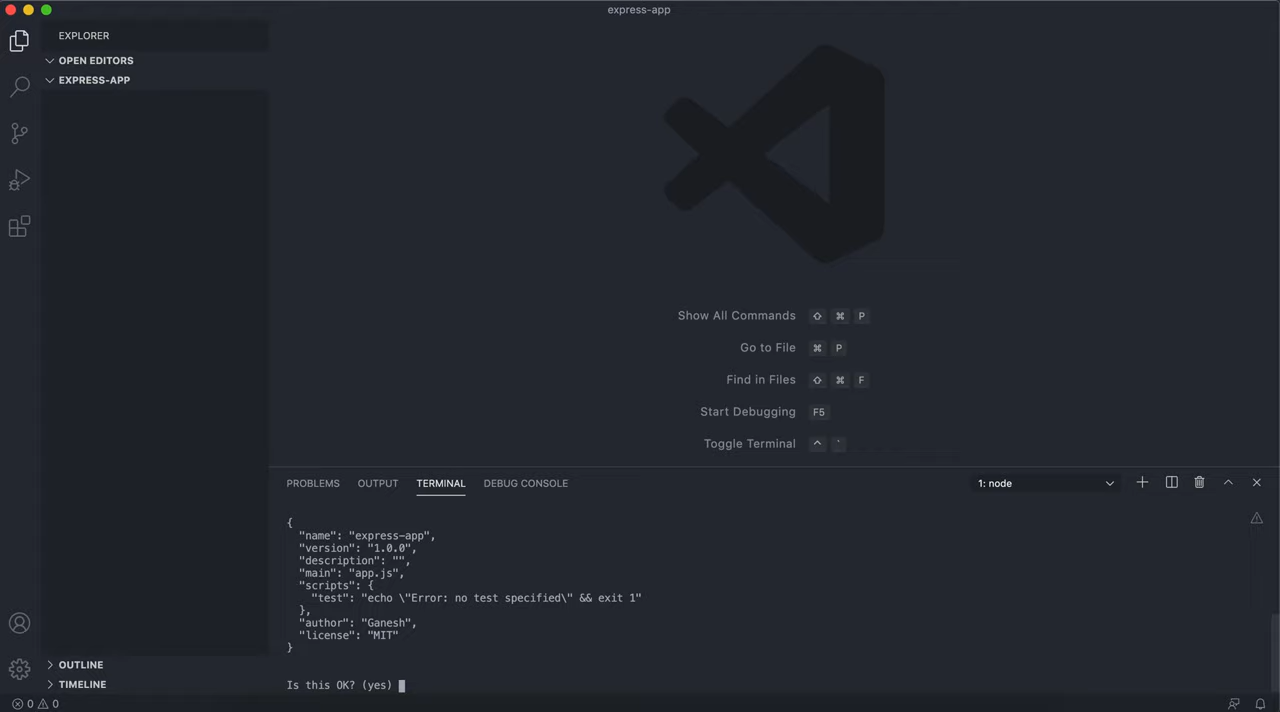 express-app
EXPLORER
OPEN EDITORS
EXPRESS-APP
Show All Commands ⇧ ⌘ P
Go to File ⌘ P
Find in Files ⇧ ⌘ F
Start Debugging F5
Toggle Terminal ^ `
PROBLEMS OUTPUT TERMINAL DEBUG CONSOLE 1: node
{
"name": "express-app",
"version": "1.0.0",
"description": "",
"main": "app.js",
"scripts": {
"test": "echo \"Error: no test specified\" && exit 1"
},
"author": "Ganesh",
"license": "MIT"
}
Is this OK? (yes)
OUTLINE
TIMELINE
0 0